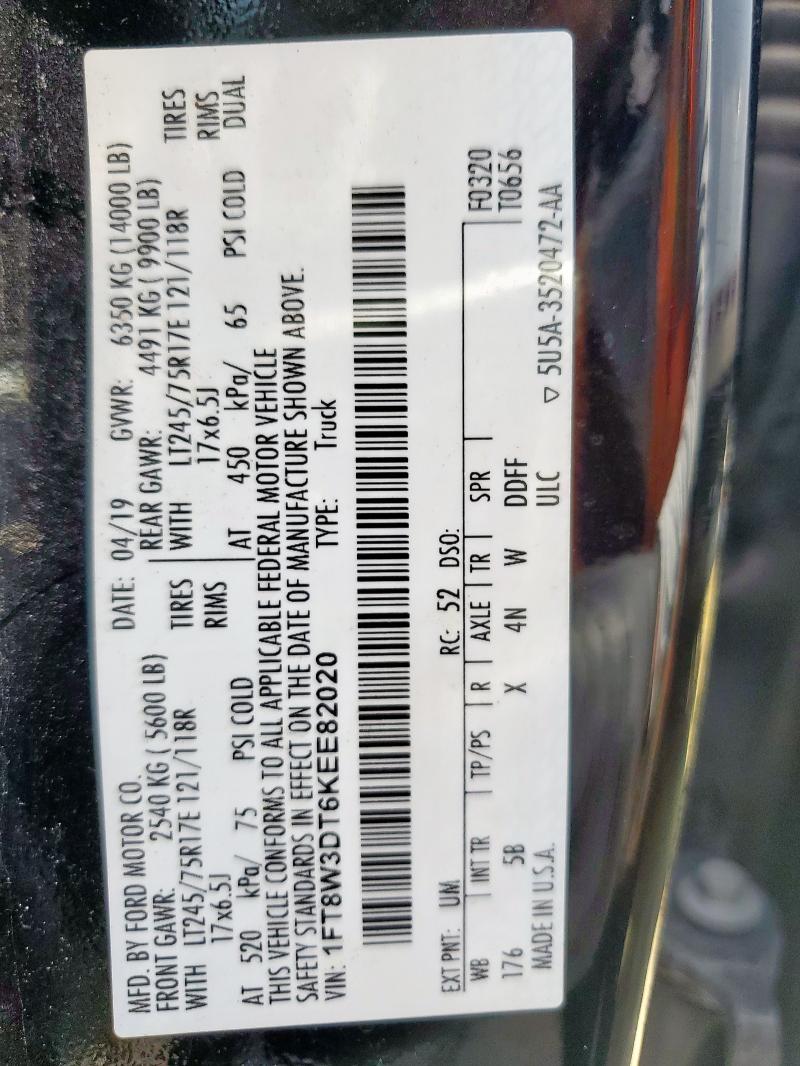 MFD. BY FORD MOTOR CO. DATE: 04/19 GVWR: 6350 KG (14000 LB)
FRONT GAWR: 2540 KG ( 5600 LB) REAR GAWR: 4491 KG ( 9900 LB)
WITH LT245/75R17E 121/118R TIRES WITH LT245/75R17E 121/118R TIRES
17x6.5J RIMS 17x6.5J RIMS
AT 520 kPa/ 75 PSI COLD AT 450 kPa/ 65 PSI COLD DUAL
THIS VEHICLE CONFORMS TO ALL APPLICABLE FEDERAL MOTOR VEHICLE
SAFETY STANDARDS IN EFFECT ON THE DATE OF MANUFACTURE SHOWN ABOVE.
VIN: 1FT8W3DT6KEE82020 TYPE: Truck
EXT PNT: UM RC: 52 DSO:
WB INT TR TP/PS R AXLE TR SPR F0320
176 5B X 4N W DDFF T0656
MADE IN U.S.A. ULC
▽ 5U5A-3520472-AA